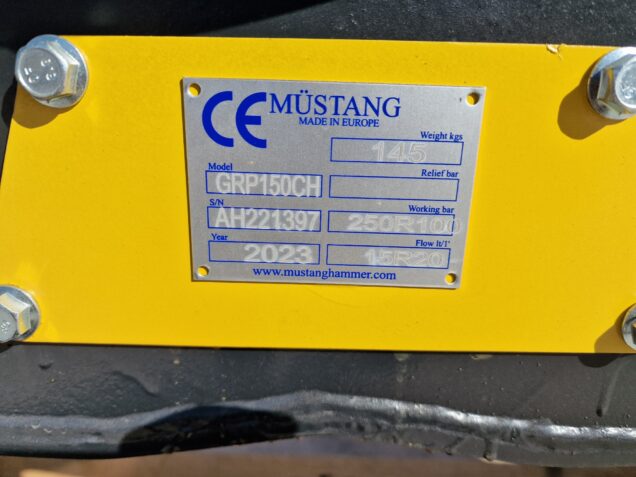 CE MÜSTANG
MADE IN EUROPE
Weight kgs
145
Model
Relief bar
GRP150CH
S/N
Working bar
AH221397 250R100
Year
Flow lt/1'
2023 15R20
www.mustanghammer.com